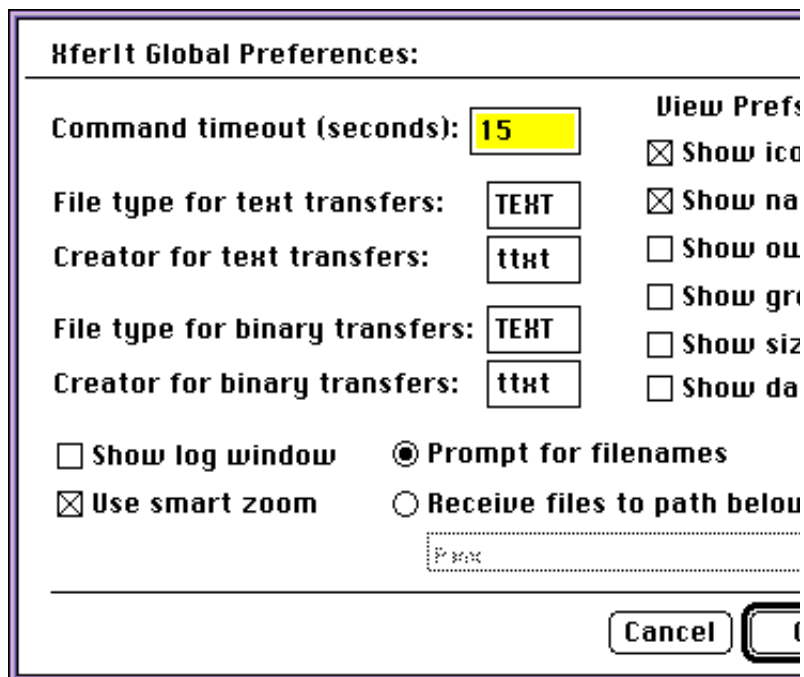 XferIt Global Preferences:
Command timeout (seconds): 15
File type for text transfers: TEXT
Creator for text transfers: ttxt
File type for binary transfers: TEXT
Creator for binary transfers: ttxt
View Prefs
Show ico
Show na
Show ow
Show gro
Show siz
Show da
Show log window
Use smart zoom
Prompt for filenames
Receive files to path below
Cancel